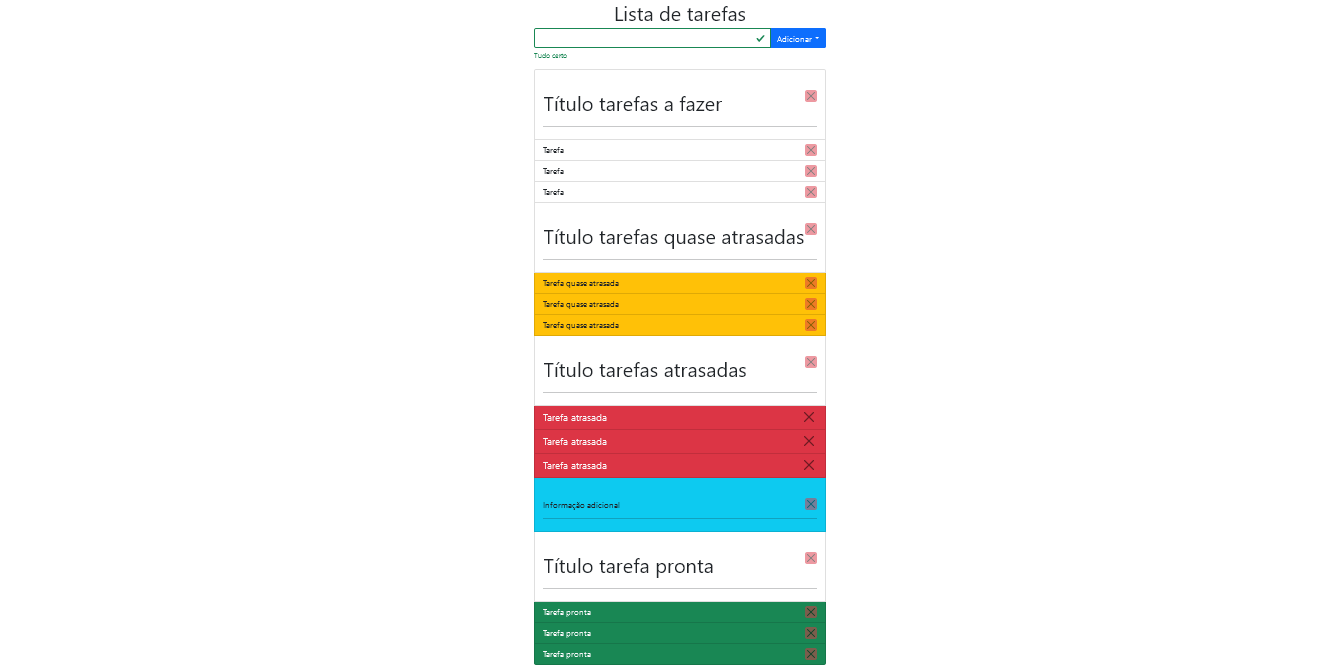 Lista de tarefas
Adicionar
Tudo certo
Título tarefas a fazer
Tarefa
Tarefa
Tarefa
Título tarefas quase atrasadas
Tarefa quase atrasada
Tarefa quase atrasada
Tarefa quase atrasada
Título tarefas atrasadas
Tarefa atrasada
Tarefa atrasada
Tarefa atrasada
Informação adicional
Título tarefa pronta
Tarefa pronta
Tarefa pronta
Tarefa pronta